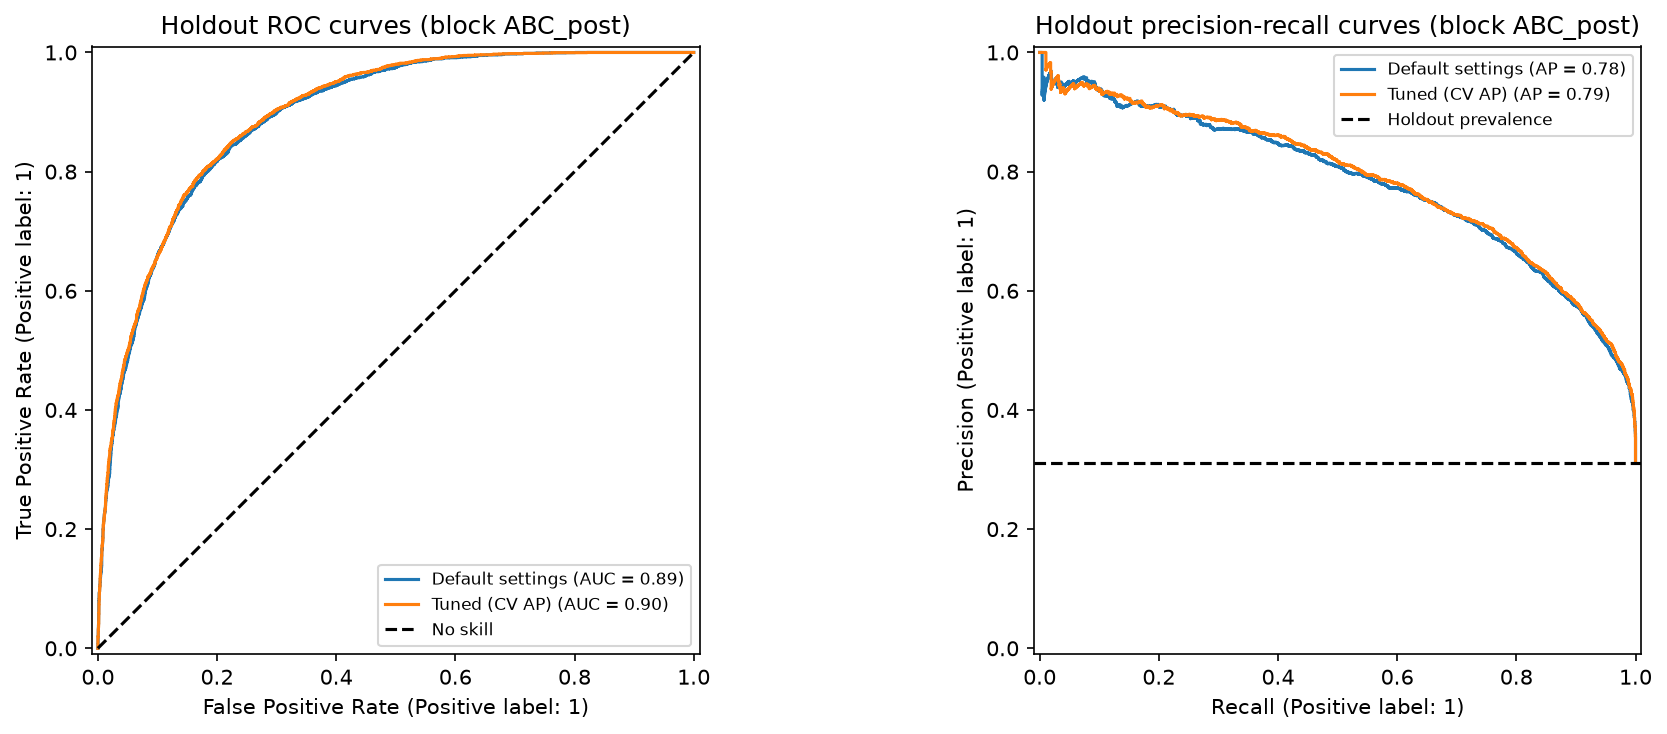 Holdout ROC curves (block ABC_post)
True Positive Rate (Positive label: 1)
1.0
0.8
0.6
0.4
0.2
0.0
Default settings (AUC = 0.89)
Tuned (CV AP) (AUC = 0.90)
No skill
0.0 0.2 0.4 0.6 0.8 1.0
False Positive Rate (Positive label: 1)
Holdout precision-recall curves (block ABC_post)
Precision (Positive label: 1)
1.0
0.8
0.6
0.4
0.2
0.0
Default settings (AP = 0.78)
Tuned (CV AP) (AP = 0.79)
Holdout prevalence
0.0 0.2 0.4 0.6 0.8 1.0
Recall (Positive label: 1)